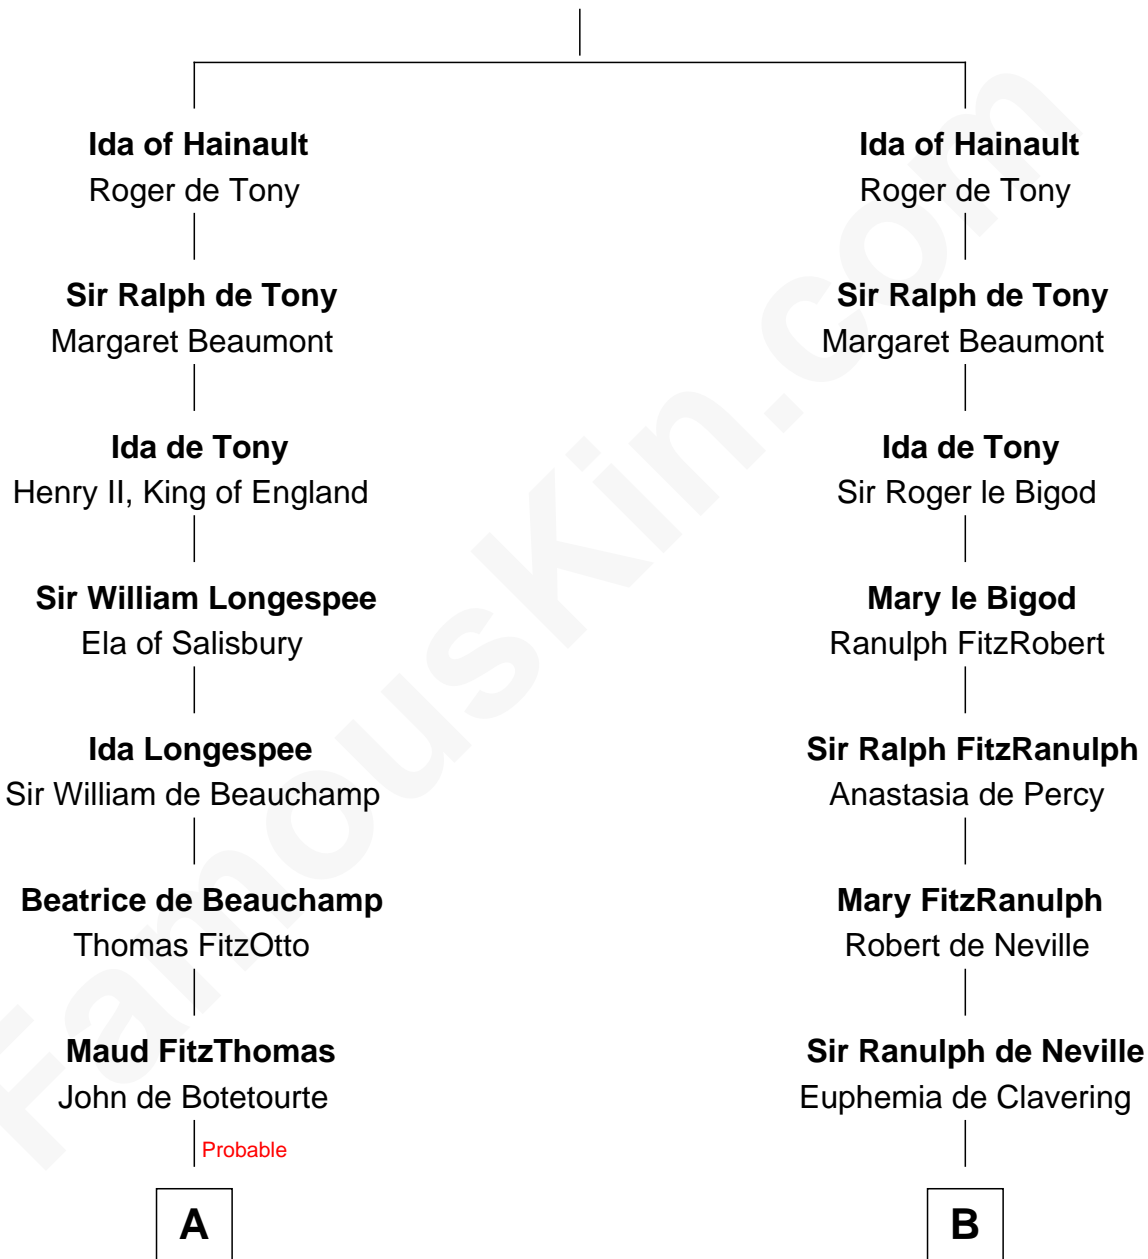 Ida of Hainault
Roger de Tony
Sir Ralph de Tony
Margaret Beaumont
Ida de Tony
Henry II, King of England
Sir William Longespee
Ela of Salisbury
Ida Longespee
Sir William de Beauchamp
Beatrice de Beauchamp
Thomas FitzOtto
Maud FitzThomas
John de Botetourte
Probable
A
Ida of Hainault
Roger de Tony
Sir Ralph de Tony
Margaret Beaumont
Ida de Tony
Sir Roger le Bigod
Mary le Bigod
Ranulph FitzRobert
Sir Ralph FitzRanulph
Anastasia de Percy
Mary FitzRanulph
Robert de Neville
Sir Ranulph de Neville
Euphemia de Clavering
B
FamousKin.com